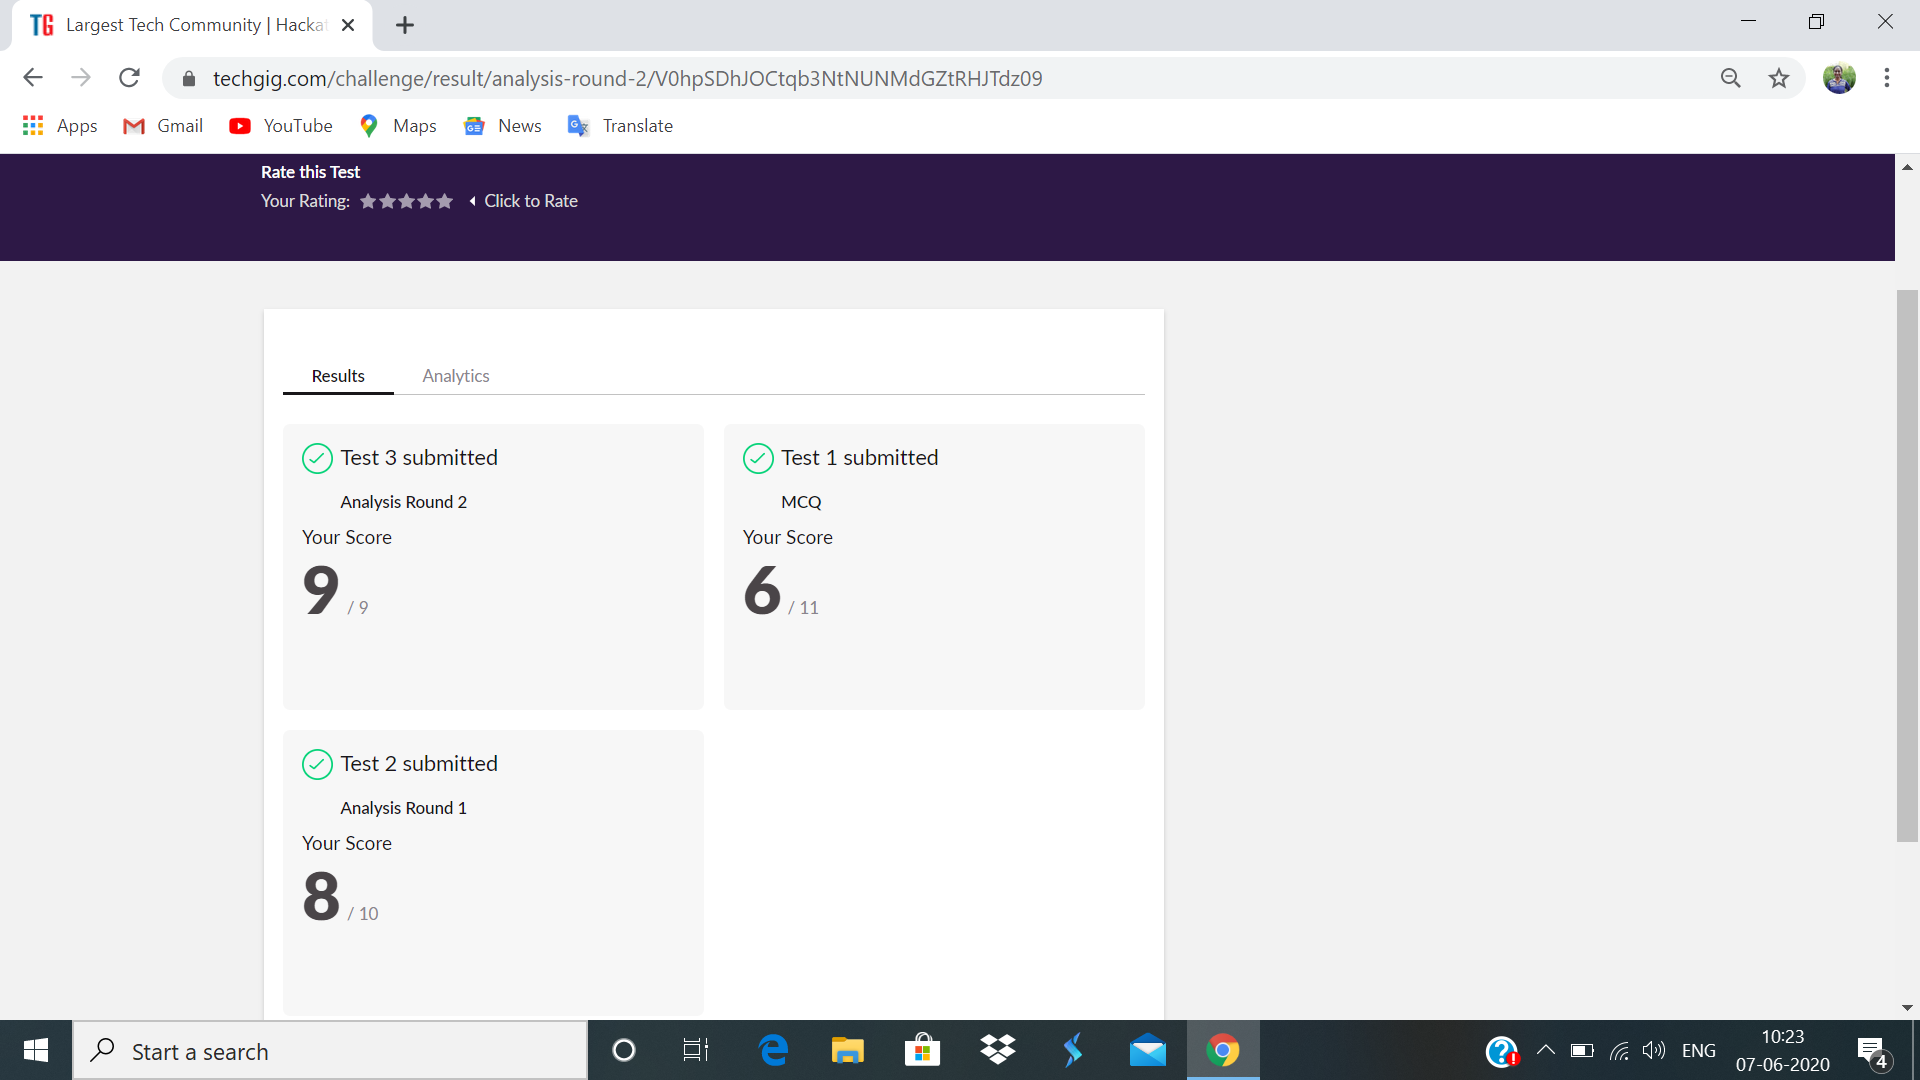 TG Largest Tech Community | Hacka
techgig.com/challenge/result/analysis-round-2/V0hpSDhJOCtqb3NtNUNMdGZtRHJTdz09
Apps Gmail YouTube Maps News Translate
Rate this Test
Your Rating: Click to Rate
Results Analytics
Test 3 submitted
Analysis Round 2
Your Score
9 / 9
Test 1 submitted
MCQ
Your Score
6 / 11
Test 2 submitted
Analysis Round 1
Your Score
8 / 10
Start a search
ENG
10:23
07-06-2020
4